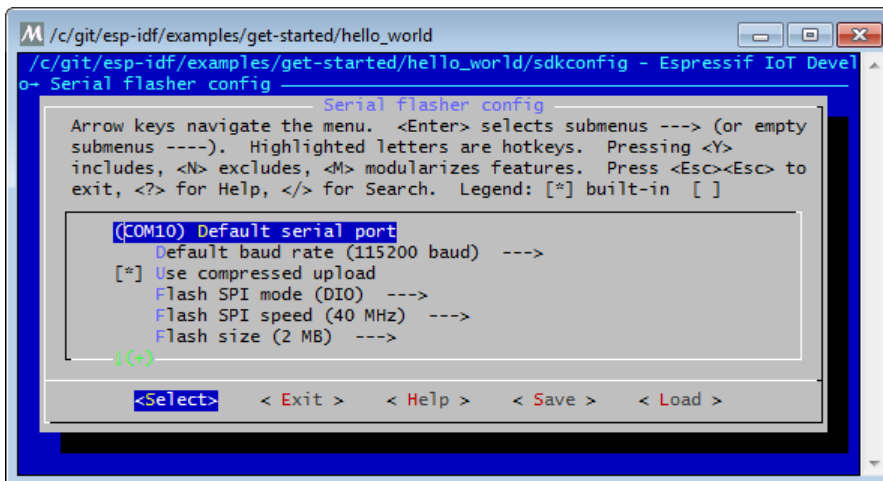 M /c/git/esp-idf/examples/get-started/hello_world
/c/git/esp-idf/examples/get-started/hello_world/sdkconfig - Espressif IoT Devel
o→ Serial flasher config
Serial flasher config
Arrow keys navigate the menu.  <Enter> selects submenus ---> (or empty
submenus ----).  Highlighted letters are hotkeys.  Pressing <Y>
includes, <N> excludes, <M> modularizes features.  Press <Esc><Esc> to
exit, <?> for Help, </> for Search.  Legend: [*] built-in  [ ]
(COM10) Default serial port
Default baud rate (115200 baud)  --->
[*] Use compressed upload
Flash SPI mode (DIO)  --->
Flash SPI speed (40 MHz)  --->
Flash size (2 MB)  --->
↓(+)
<Select>    < Exit >    < Help >    < Save >    < Load >